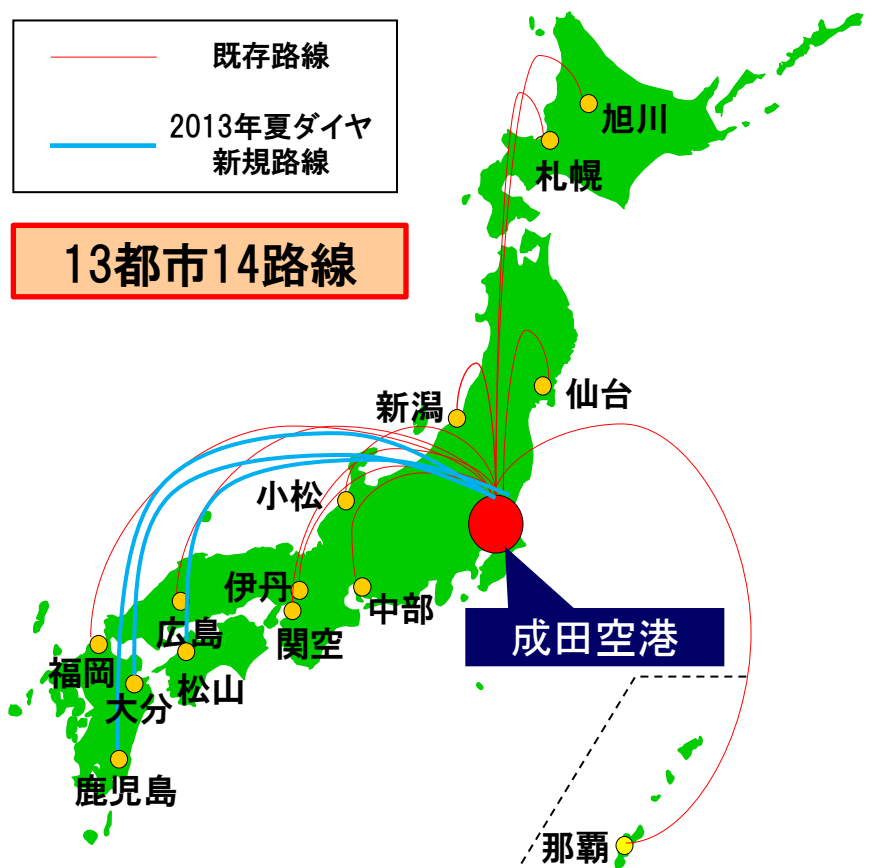 既存路線
2013年夏ダイヤ
新規路線
13都市14路線
旭川
札幌
仙台
新潟
小松
伊丹
中部
広島
関空
成田空港
福岡
松山
大分
鹿児島
那覇